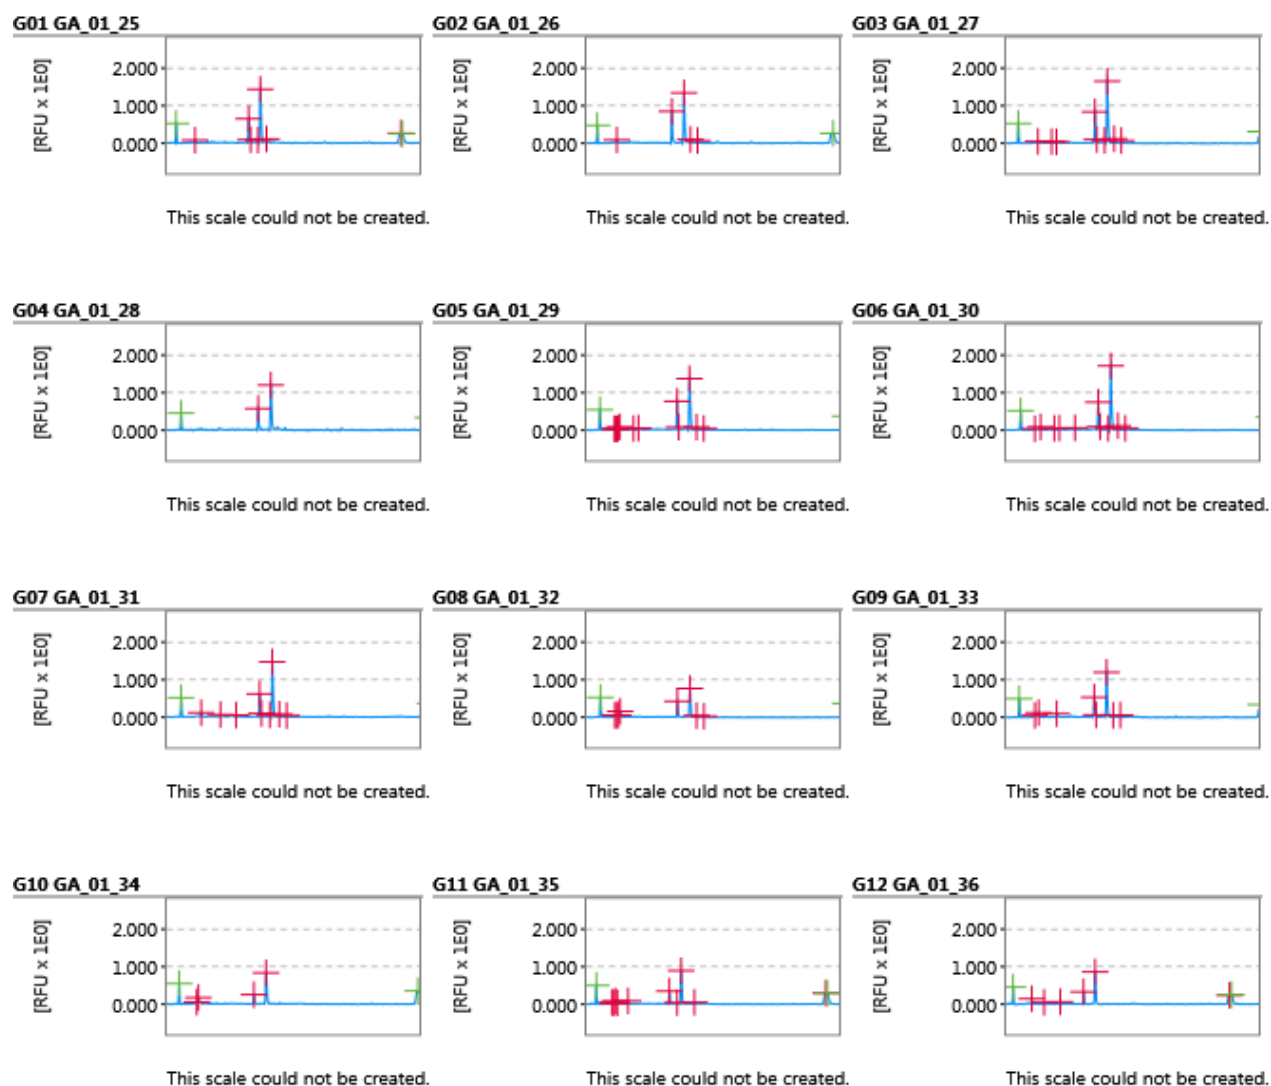 G01 GA_01_25
G02 GA_01_26
G03 GA_01_27
[RFU x 1E0]
2.000
1.000
0.000
[RFU x 1E0]
2.000
1.000
0.000
[RFU x 1E0]
2.000
1.000
0.000
This scale could not be created.
This scale could not be created.
This scale could not be created.
G04 GA_01_28
G05 GA_01_29
G06 GA_01_30
[RFU x 1E0]
2.000
1.000
0.000
[RFU x 1E0]
2.000
1.000
0.000
[RFU x 1E0]
2.000
1.000
0.000
This scale could not be created.
This scale could not be created.
This scale could not be created.
G07 GA_01_31
G08 GA_01_32
G09 GA_01_33
[RFU x 1E0]
2.000
1.000
0.000
[RFU x 1E0]
2.000
1.000
0.000
[RFU x 1E0]
2.000
1.000
0.000
This scale could not be created.
This scale could not be created.
This scale could not be created.
G10 GA_01_34
G11 GA_01_35
G12 GA_01_36
[RFU x 1E0]
2.000
1.000
0.000
[RFU x 1E0]
2.000
1.000
0.000
[RFU x 1E0]
2.000
1.000
0.000
This scale could not be created.
This scale could not be created.
This scale could not be created.